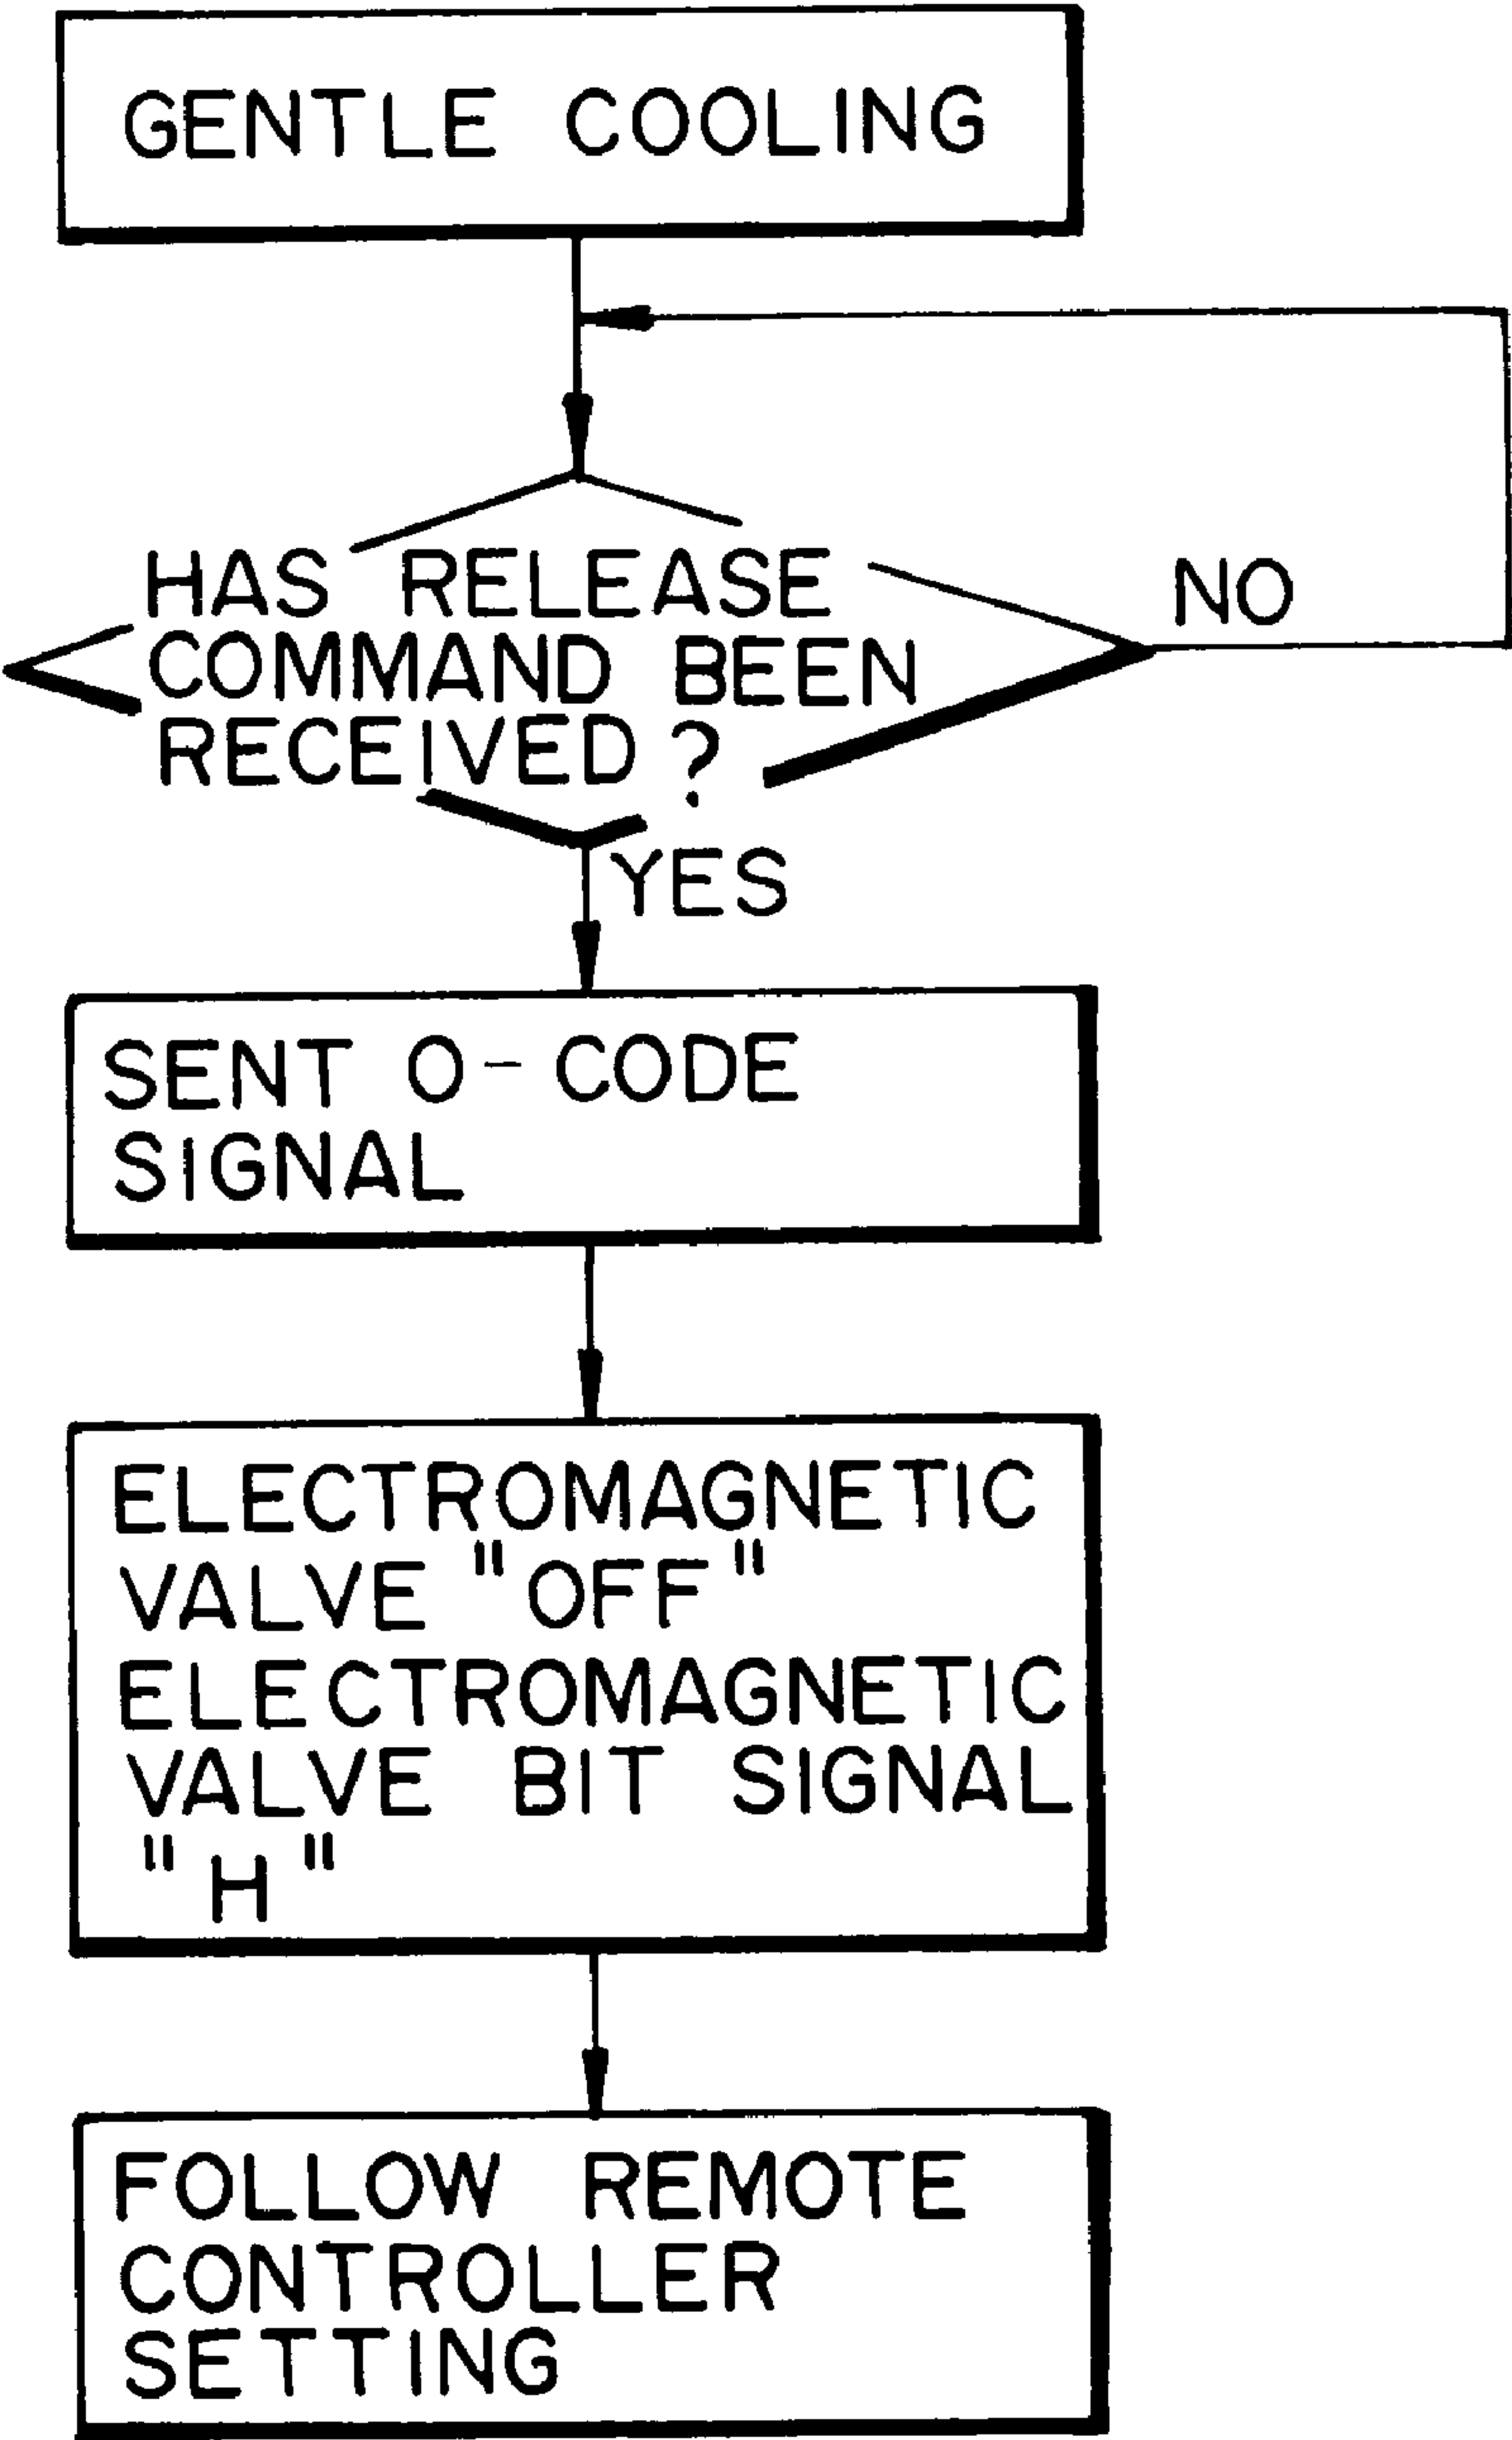 GENTLE COOLING
HAS RELEASE
COMMAND BEEN
RECEIVED?
NO
YES
SENT O-CODE
SIGNAL
ELECTROMAGNETIC
VALVE "OFF"
ELECTROMAGNETIC
VALVE BIT SIGNAL
"H"
FOLLOW REMOTE
CONTROLLER
SETTING